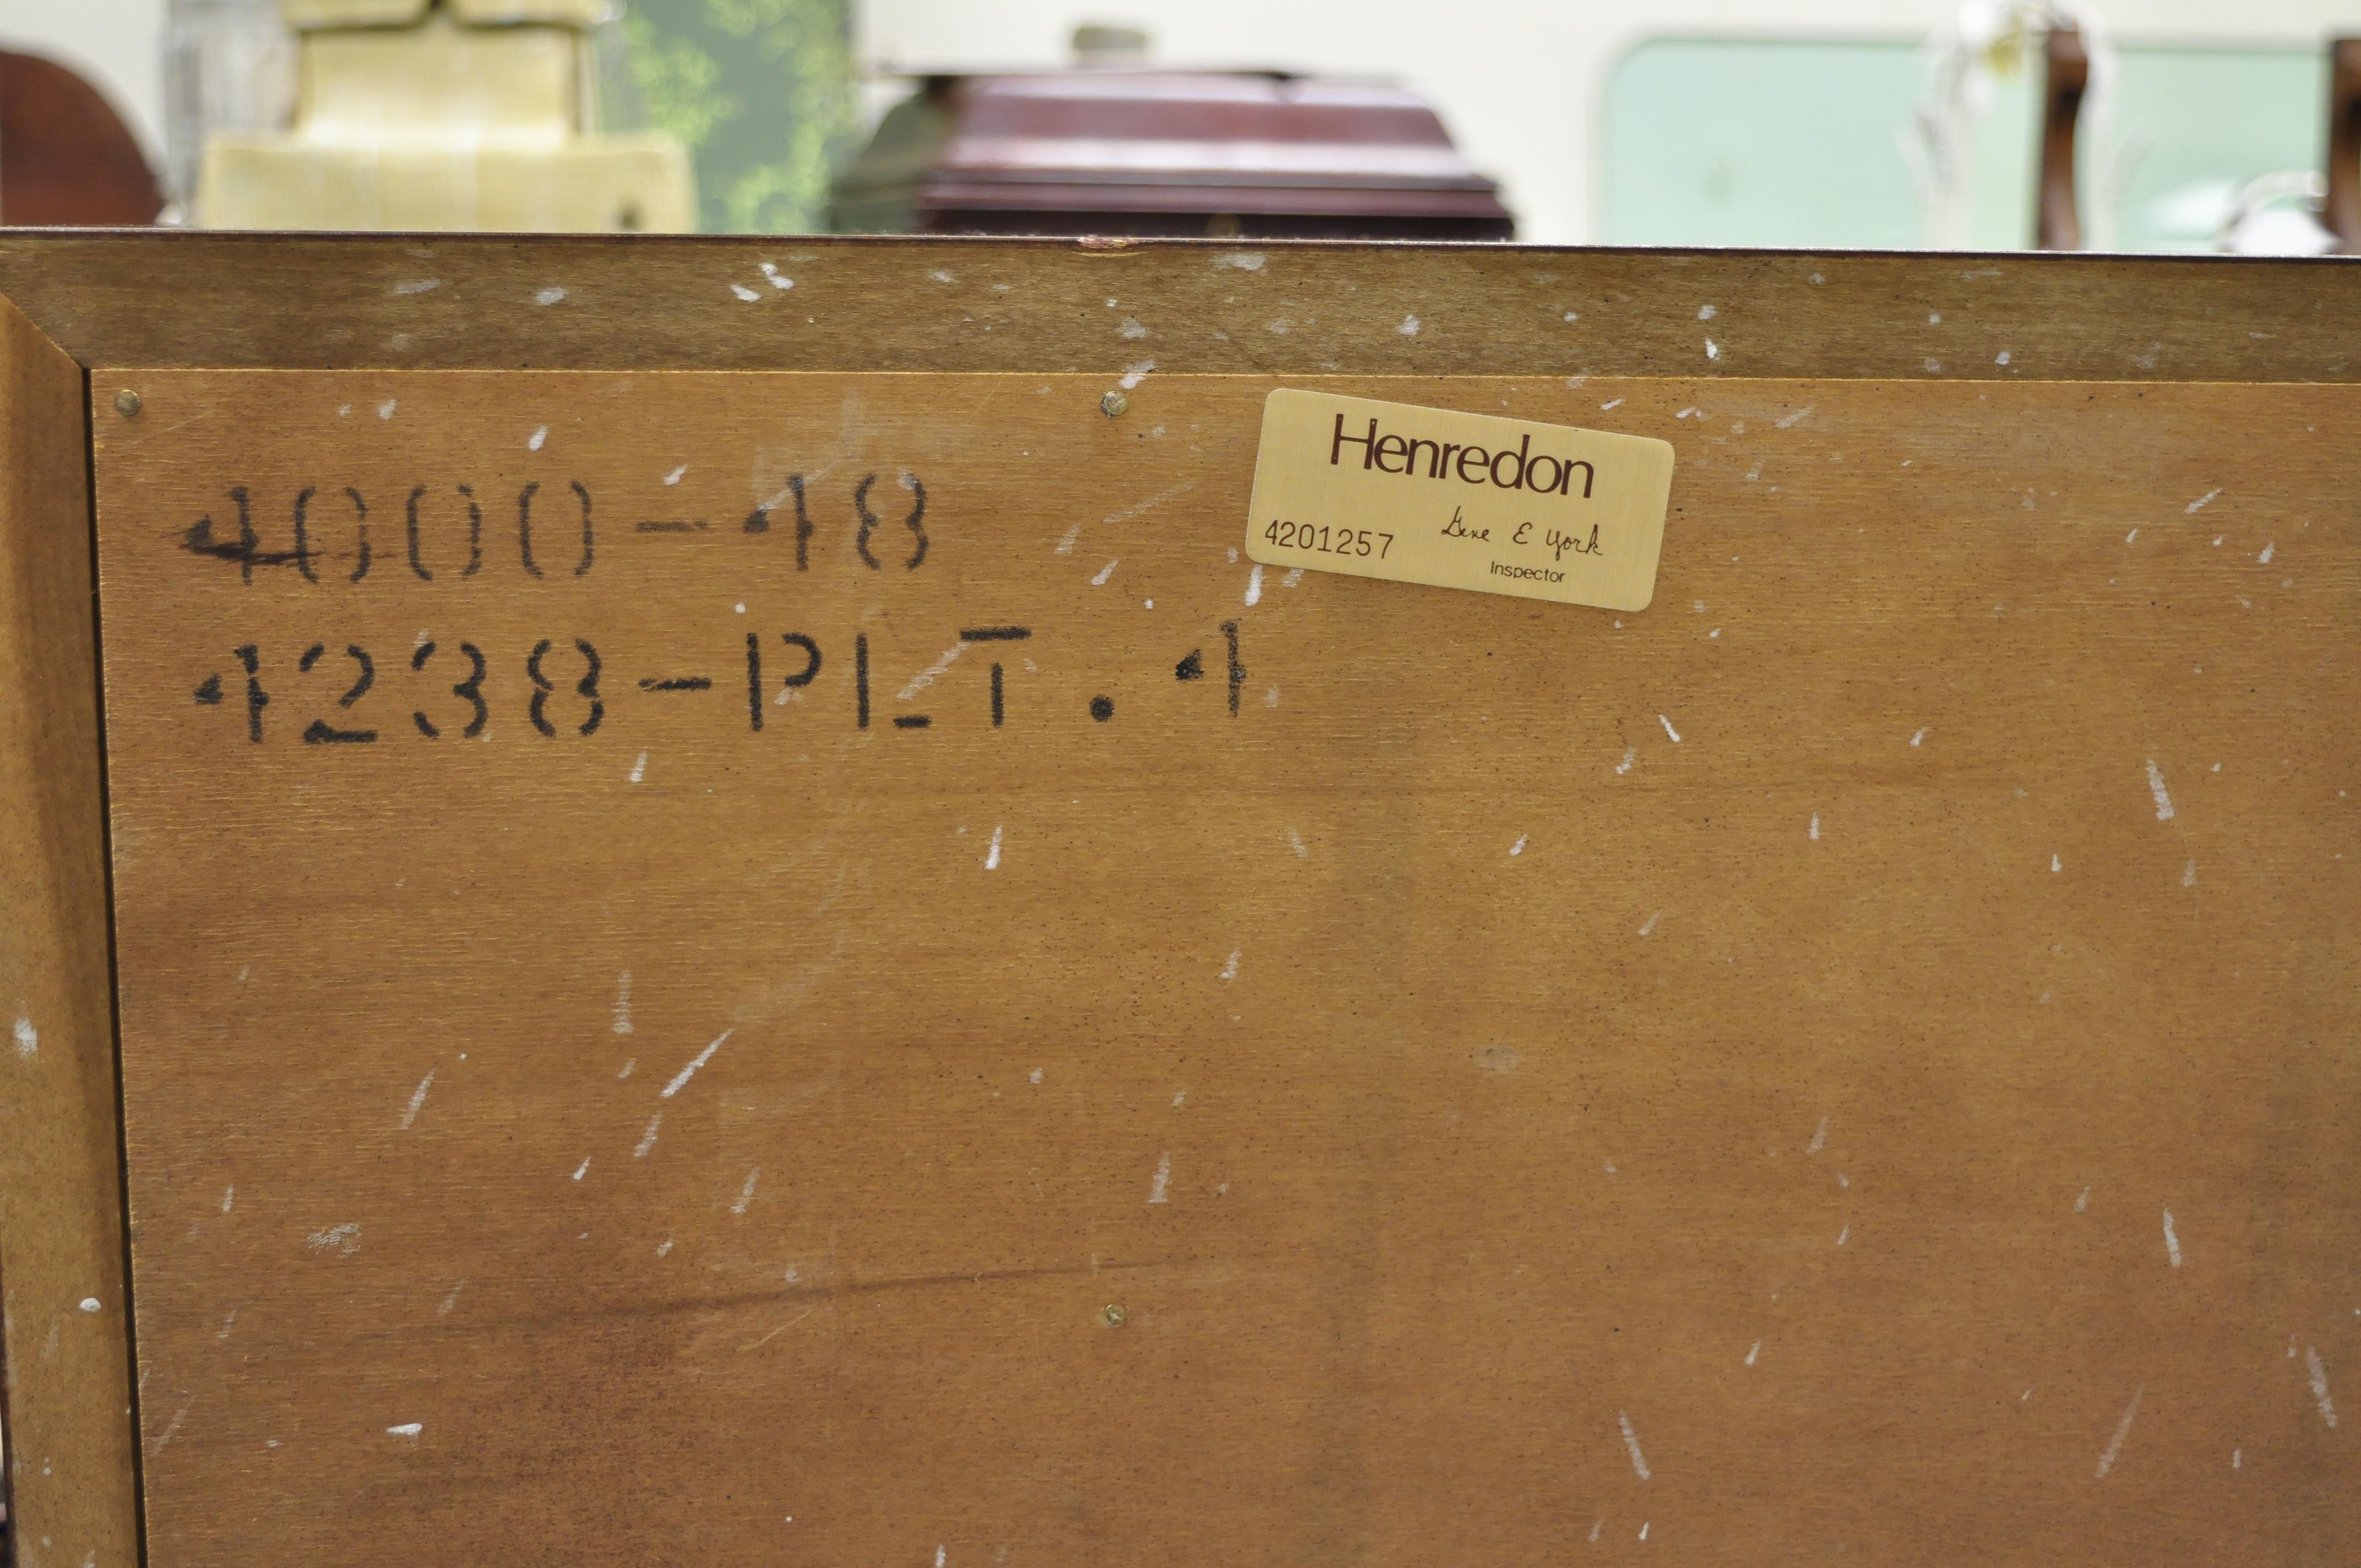 4000-48
4238-PLT.4
Henredon
4201257 Gene E York
Inspector